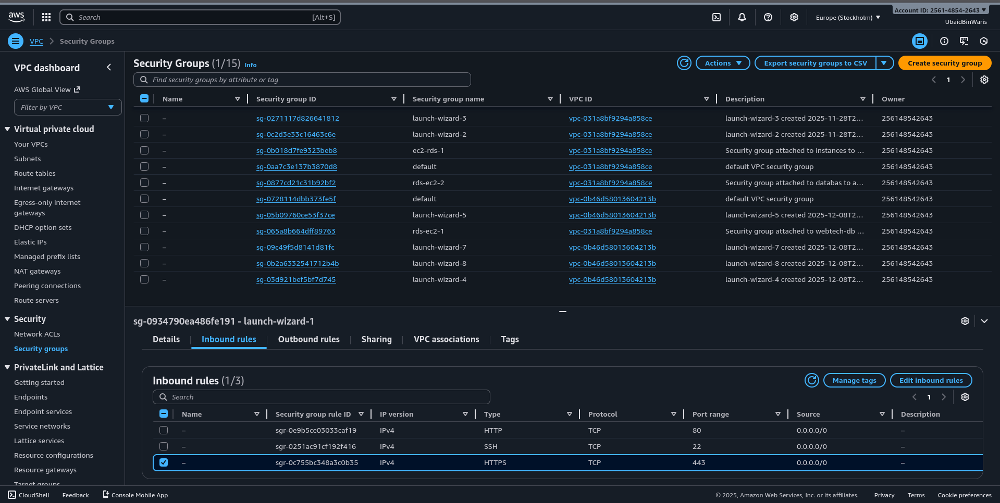 aws
Search [Alt+S]
Europe (Stockholm)
Account ID: 2561-4854-2643
UbaidBinWaris
VPC Security Groups
VPC dashboard
AWS Global View
Filter by VPC
Virtual private cloud
Your VPCs
Subnets
Route tables
Internet gateways
Egress-only internet
gateways
DHCP option sets
Elastic IPs
Managed prefix lists
NAT gateways
Peering connections
Route servers
Security
Network ACLs
Security groups
PrivateLink and Lattice
Getting started
Endpoints
Endpoint services
Service networks
Lattice services
Resource configurations
Resource gateways
Target groups
Security Groups (1/15) Info
Actions Export security groups to CSV Create security group
Find security groups by attribute or tag
1
Name Security group ID Security group name VPC ID Description Owner
– sg-0271117d826641812 launch-wizard-3 vpc-031a8bf9294a858ce launch-wizard-3 created 2025-11-28T2... 256148542643
– sg-0c2d3e33c16463c6e launch-wizard-2 vpc-031a8bf9294a858ce launch-wizard-2 created 2025-11-28T2... 256148542643
– sg-0b018d7fe9323beb8 ec2-rds-1 vpc-031a8bf9294a858ce Security group attached to instances to ... 256148542643
– sg-0aa7c3e137b3870d8 default vpc-031a8bf9294a858ce default VPC security group 256148542643
– sg-0877cd21c31b92bf2 rds-ec2-2 vpc-031a8bf9294a858ce Security group attached to databas to a... 256148542643
– sg-0728114dbb373fe5f default vpc-0b46d58013604213b default VPC security group 256148542643
– sg-05b09760ce53f37ce launch-wizard-5 vpc-0b46d58013604213b launch-wizard-5 created 2025-12-08T2... 256148542643
– sg-065a8b664dff89763 rds-ec2-1 vpc-031a8bf9294a858ce Security group attached to webtech-db ... 256148542643
– sg-09c49f5d8141d81fc launch-wizard-7 vpc-0b46d58013604213b launch-wizard-7 created 2025-12-08T2... 256148542643
– sg-0b2a6332541712b4b launch-wizard-8 vpc-0b46d58013604213b launch-wizard-8 created 2025-12-08T2... 256148542643
– sg-03d921bef5bf7d745 launch-wizard-4 vpc-0b46d58013604213b launch-wizard-4 created 2025-12-08T2... 256148542643
sg-0934790ea486fe191 - launch-wizard-1
Details Inbound rules Outbound rules Sharing VPC associations Tags
Inbound rules (1/3)
Manage tags Edit inbound rules
Search
1
Name Security group rule ID IP version Type Protocol Port range Source Description
– sgr-0e9b5ce03033caf19 IPv4 HTTP TCP 80 0.0.0.0/0 –
– sgr-0251ac91cf192f416 IPv4 SSH TCP 22 0.0.0.0/0 –
– sgr-0c755bc348a3c0b35 IPv4 HTTPS TCP 443 0.0.0.0/0 –
CloudShell Feedback Console Mobile App
© 2025, Amazon Web Services, Inc. or its affiliates. Privacy Terms Cookie preferences